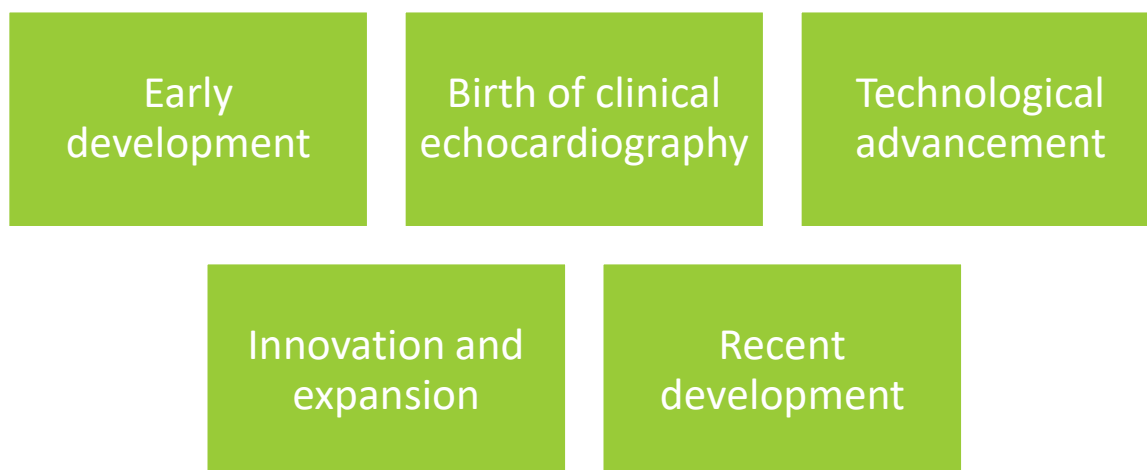 Early
development
Birth of clinical
echocardiography
Technological
advancement
Innovation and
expansion
Recent
development